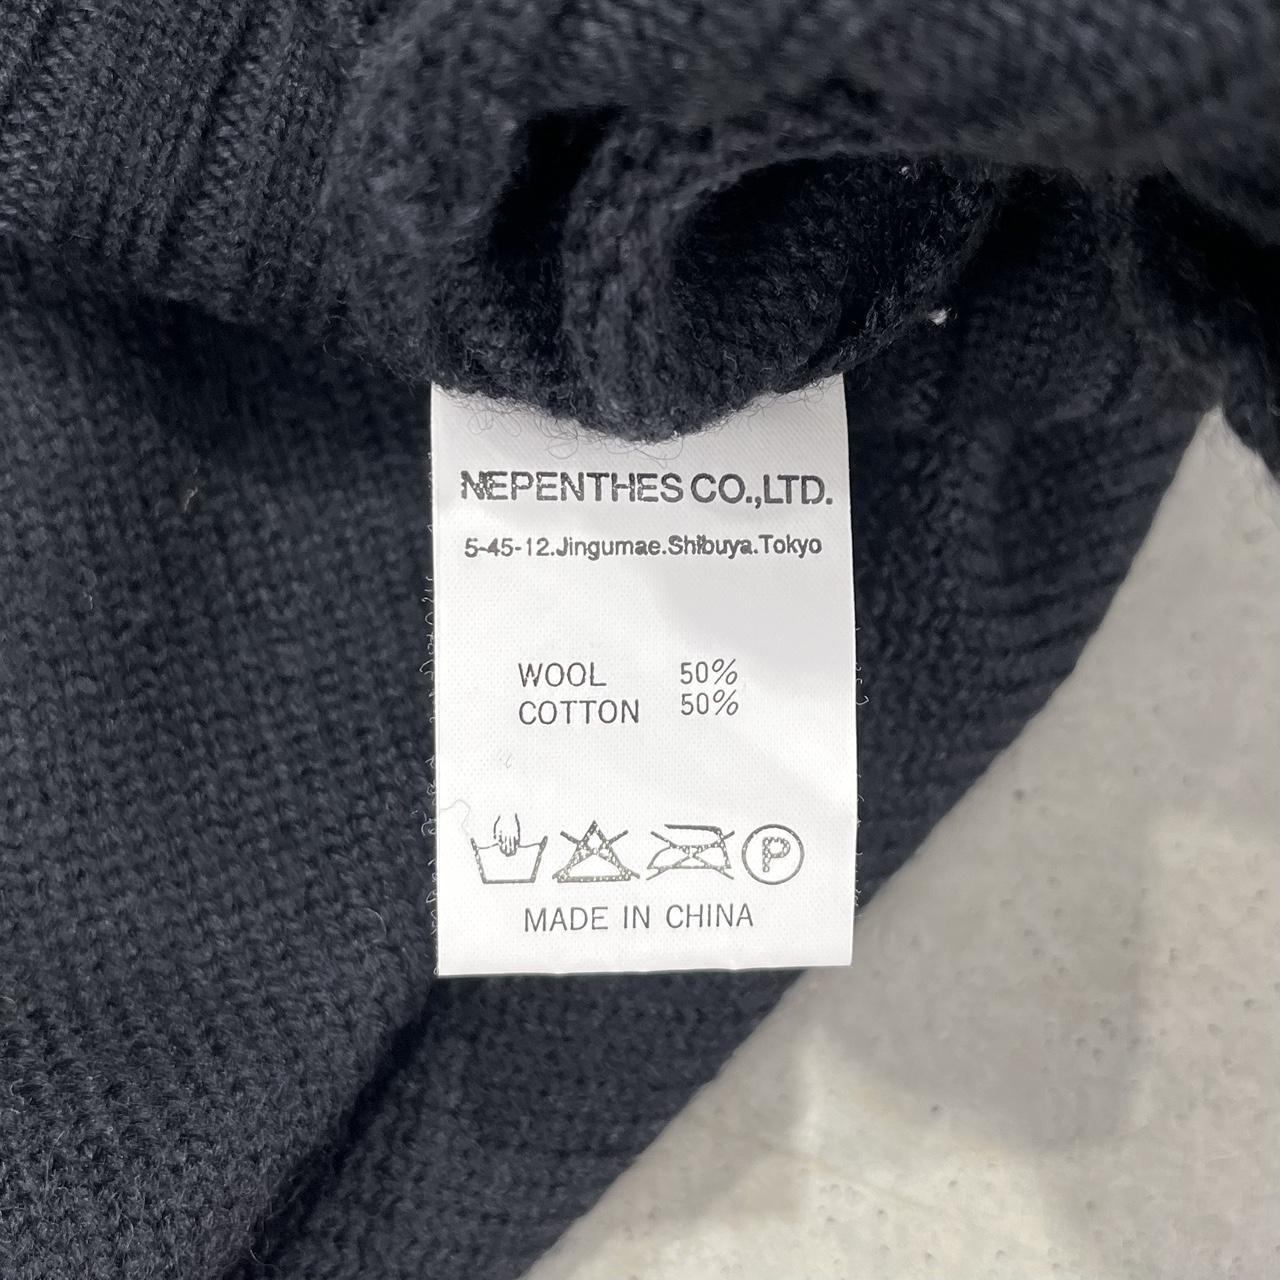 NEPENTHES CO.,LTD.
5-45-12.Jingumae.Shibuya.Tokyo
WOOL 50%
COTTON 50%
P
MADE IN CHINA